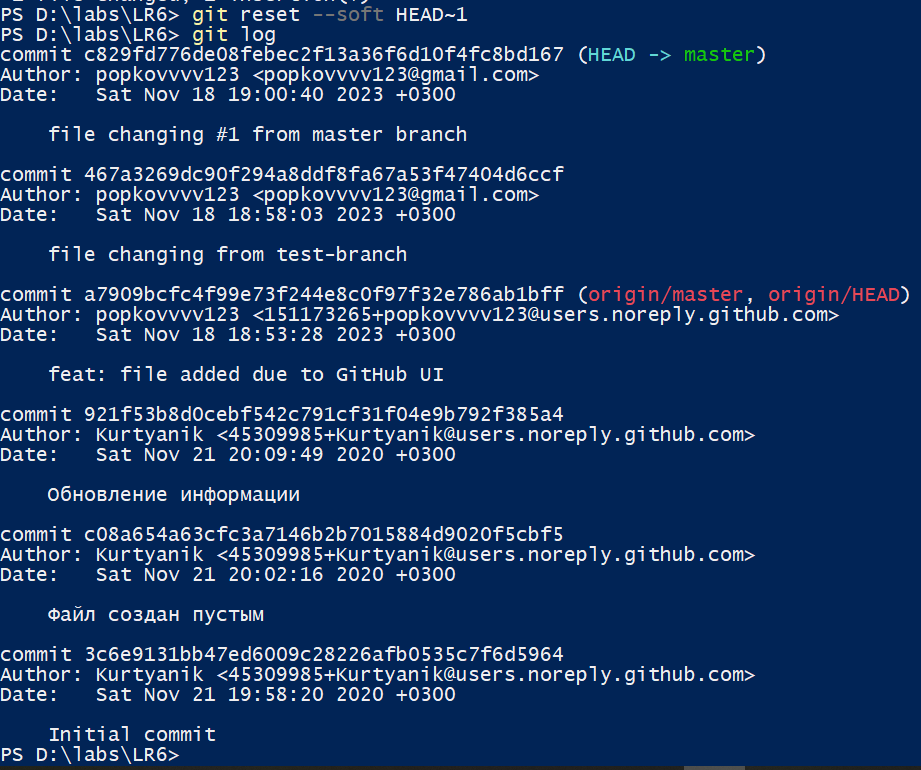 PS D:\labs\LR6> git reset --soft HEAD~1
PS D:\labs\LR6> git log
commit c829fd776de08febec2f13a36f6d10f4fc8bd167 (HEAD -> master)
Author: popkovvvv123 <popkovvvv123@gmail.com>
Date:   Sat Nov 18 19:00:40 2023 +0300

    file changing #1 from master branch

commit 467a3269dc90f294a8ddf8fa67a53f47404d6ccf
Author: popkovvvv123 <popkovvvv123@gmail.com>
Date:   Sat Nov 18 18:58:03 2023 +0300

    file changing from test-branch

commit a7909bcfc4f99e73f244e8c0f97f32e786ab1bff (origin/master, origin/HEAD)
Author: popkovvvv123 <151173265+popkovvvv123@users.noreply.github.com>
Date:   Sat Nov 18 18:53:28 2023 +0300

    feat: file added due to GitHub UI

commit 921f53b8d0cebf542c791cf31f04e9b792f385a4
Author: Kurtyanik <45309985+Kurtyanik@users.noreply.github.com>
Date:   Sat Nov 21 20:09:49 2020 +0300

    Обновление информации

commit c08a654a63cfc3a7146b2b7015884d9020f5cbf5
Author: Kurtyanik <45309985+Kurtyanik@users.noreply.github.com>
Date:   Sat Nov 21 20:02:16 2020 +0300

    Файл создан пустым

commit 3c6e9131bb47ed6009c28226afb0535c7f6d5964
Author: Kurtyanik <45309985+Kurtyanik@users.noreply.github.com>
Date:   Sat Nov 21 19:58:20 2020 +0300

    Initial commit
PS D:\labs\LR6>